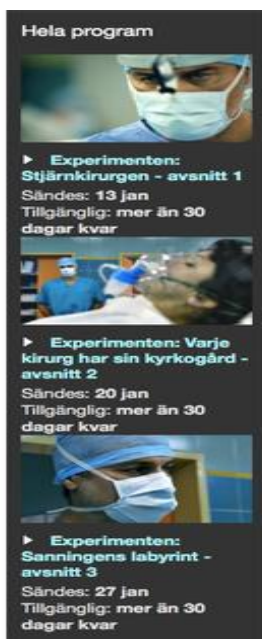 Hela program
▶ Experimenten:
Stjärnkirurgen - avsnitt 1
Sändes: 13 jan
Tillgänglig: mer än 30
dagar kvar
▶ Experimenten: Varje
kirurg har sin kyrkogård -
avsnitt 2
Sändes: 20 jan
Tillgänglig: mer än 30
dagar kvar
▶ Experimenten:
Sanningens labyrint -
avsnitt 3
Sändes: 27 jan
Tillgänglig: mer än 30
dagar kvar